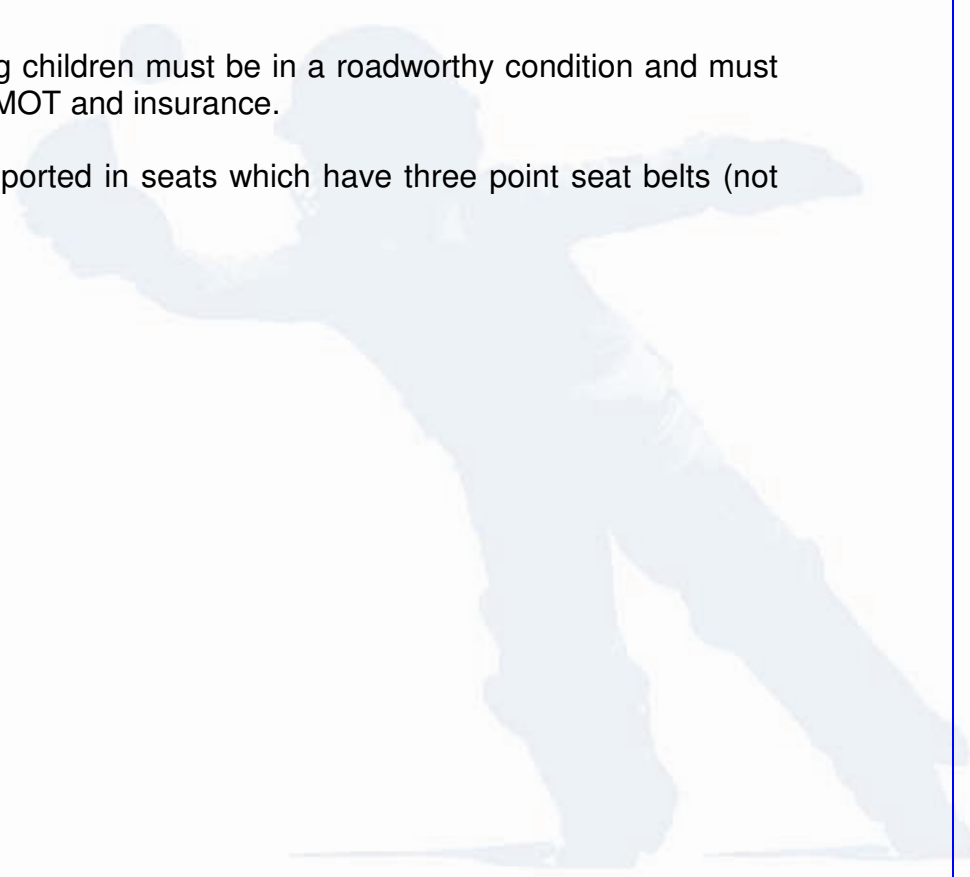 g children must be in a roadworthy condition and must
MOT and insurance.
ported in seats which have three point seat belts (not